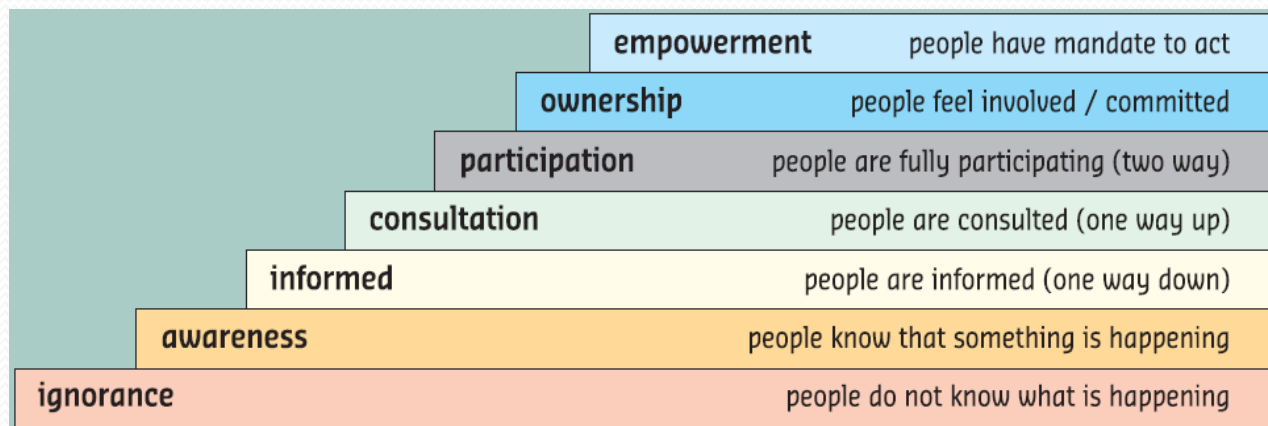 empowerment people have mandate to act
ownership people feel involved / committed
participation people are fully participating (two way)
consultation people are consulted (one way up)
informed people are informed (one way down)
awareness people know that something is happening
ignorance people do not know what is happening